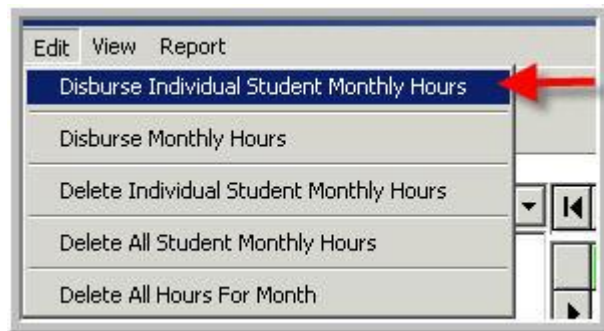 Edit View Report
Disburse Individual Student Monthly Hours
Disburse Monthly Hours
Delete Individual Student Monthly Hours
Delete All Student Monthly Hours
Delete All Hours For Month